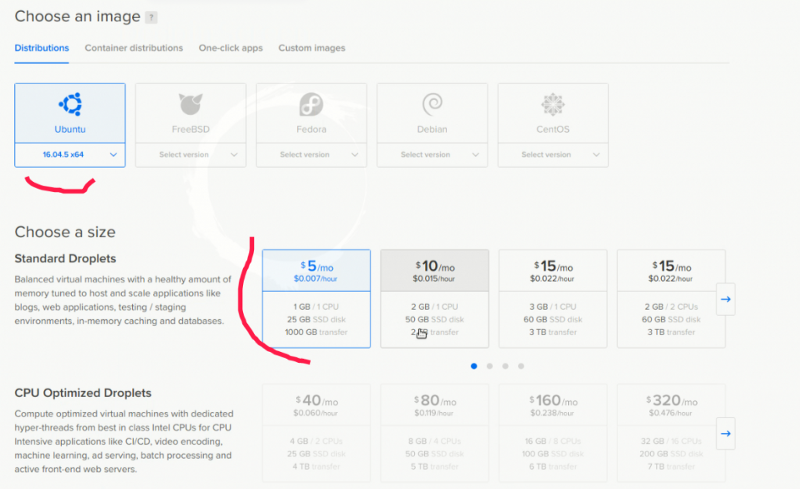 Choose an image ?
Distributions Container distributions One-click apps Custom images
Ubuntu FreeBSD Fedora Debian CentOS
16.04.5 x64 Select version Select version Select version Select version
Choose a size
Standard Droplets
Balanced virtual machines with a healthy amount of
memory tuned to host and scale applications like
blogs, web applications, testing / staging
environments, in-memory caching and databases.
$5/mo $10/mo $15/mo $15/mo
$0.007/hour $0.015/hour $0.022/hour $0.022/hour
1 GB / 1 CPU 2 GB / 1 CPU 3 GB / 1 CPU 2 GB / 2 CPUs
25 GB SSD disk 50 GB SSD disk 60 GB SSD disk 60 GB SSD disk
1000 GB transfer 2 transfer 3 TB transfer 3 TB transfer
CPU Optimized Droplets
Compute optimized virtual machines with dedicated
hyper-threads from best in class Intel CPUs for CPU
Intensive applications like CI/CD, video encoding,
machine learning, ad serving, batch processing and
active front-end web servers.
$40/mo $80/mo $160/mo $320/mo
$0.060/hour $0.119/hour $0.238/hour $0.476/hour
4 GB / 2 CPUs 8 GB / 4 CPUs 16 GB / 8 CPUs 32 GB / 16 CPUs
25 GB SSD disk 50 GB SSD disk 100 GB SSD disk 200 GB SSD disk
4 TB transfer 5 TB transfer 6 TB transfer 7 TB transfer